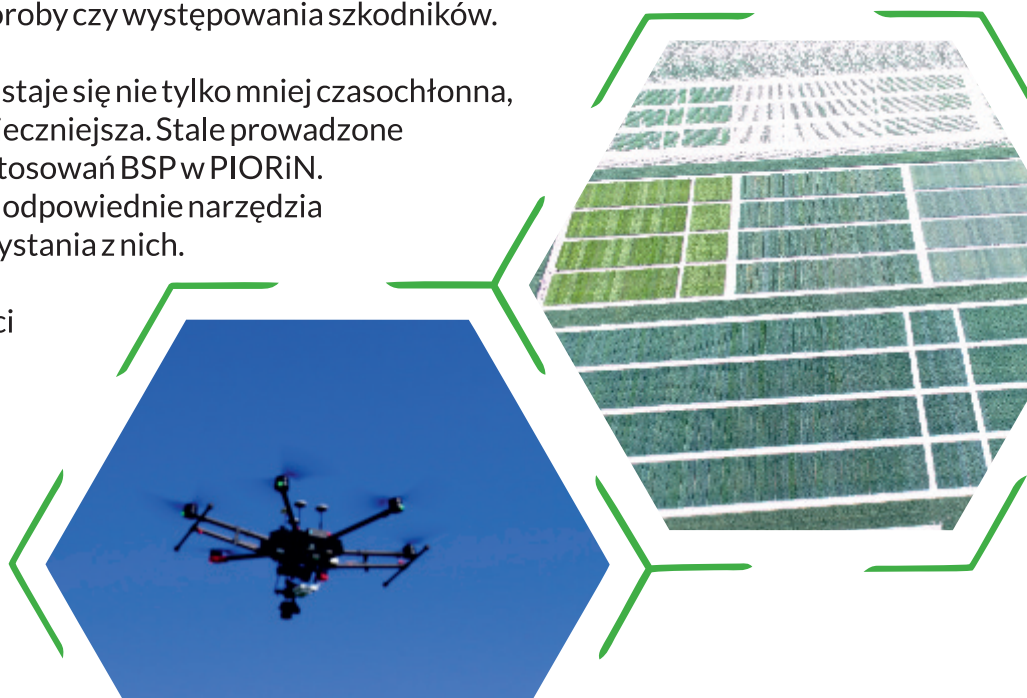 oroby czy występowania szkodników.
staje się nie tylko mniej czasochłonna,
ieczniejsza. Stale prowadzone
tosowań BSP w PIORiN.
odpowiednie narzędzia
ystania z nich.
ci